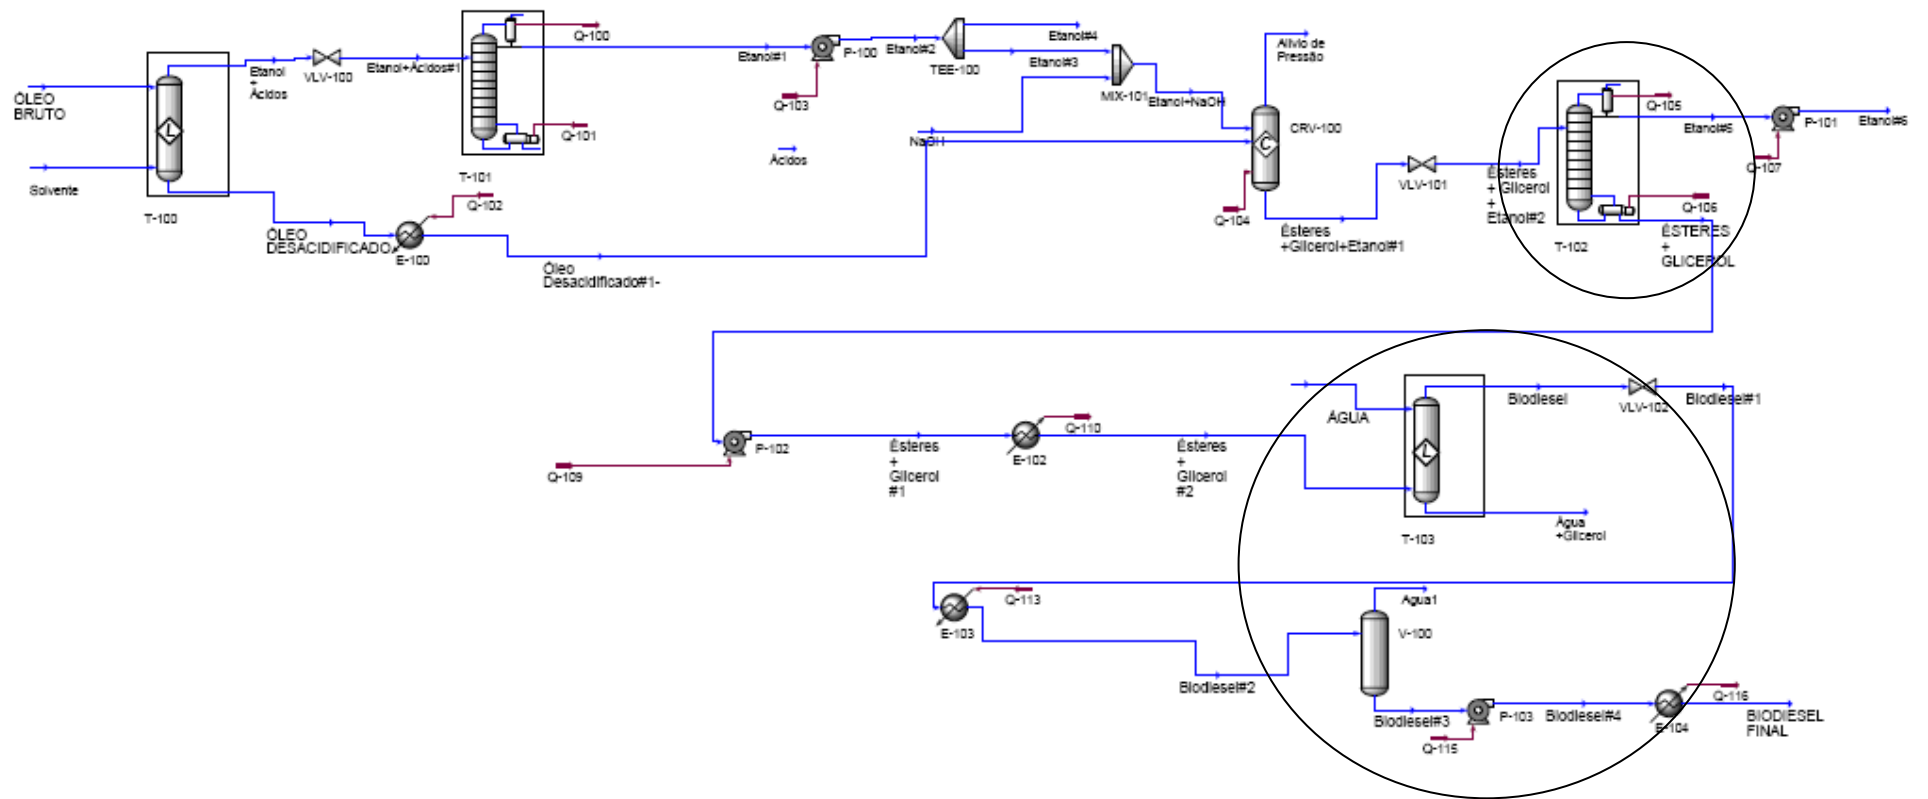 ÓLEO
BRUTO
Solvente
T-100
Etanol
+
Ácidos
VLV-100
Etanol+Ácidos#1
Q-100
Q-101
T-101
Q-102
ÓLEO
DESACIDIFICADO
E-100
Óleo
Desacidificado#1-
Etanol#1
P-100
Q-103
Ácidos
Etanol#2
TEE-100
Etanol#4
Etanol#3
MIX-101
Etanol+NaOH
NaOH
Alívio de
Pressão
CRV-100
Q-104
Ésteres
+Glicerol+Etanol#1
VLV-101
Ésteres
+ Glicerol
+
Etanol#2
Q-105
Q-106
T-102
ÉSTERES
+
GLICEROL
Etanol#5
P-101
Q-107
Etanol#6
P-102
Q-109
Ésteres
+
Glicerol
#1
Q-110
E-102
Ésteres
+
Glicerol
#2
ÁGUA
T-103
Biodiesel
VLV-102
Biodiesel#1
Água
+Glicerol
Q-113
E-103
Biodiesel#2
Água1
V-100
Biodiesel#3
P-103
Q-115
Biodiesel#4
Q-116
E-104
BIODIESEL
FINAL